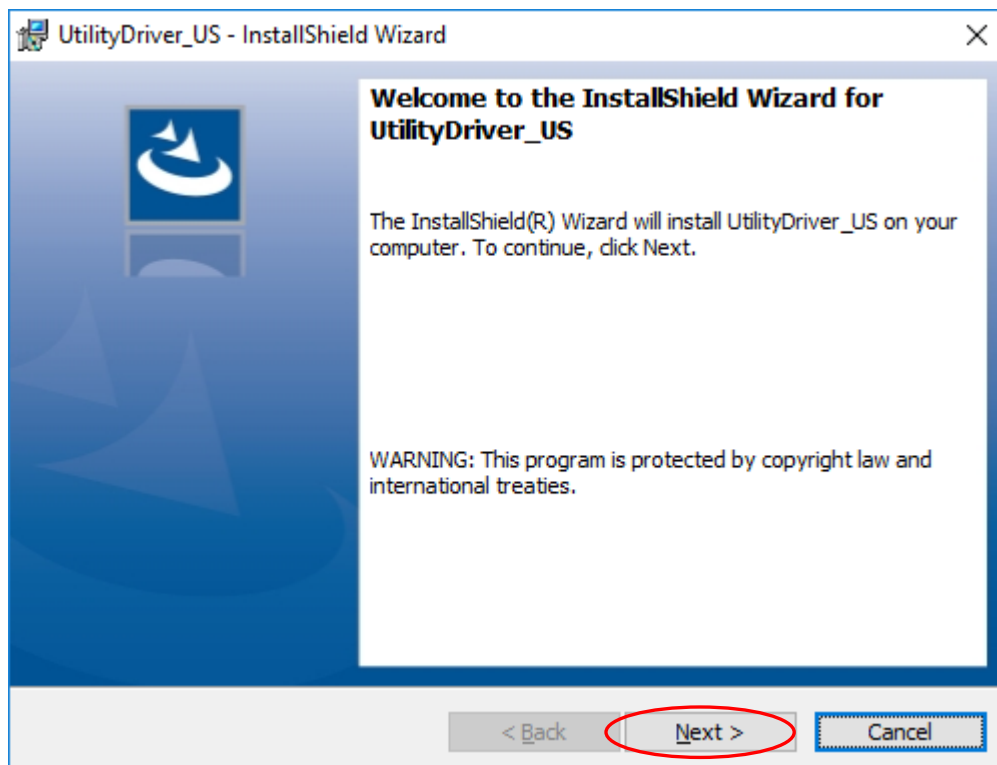 UtilityDriver_US - InstallShield Wizard
Welcome to the InstallShield Wizard for
UtilityDriver_US
The InstallShield(R) Wizard will install UtilityDriver_US on your
computer. To continue, click Next.
WARNING: This program is protected by copyright law and
international treaties.
< Back
Next >
Cancel